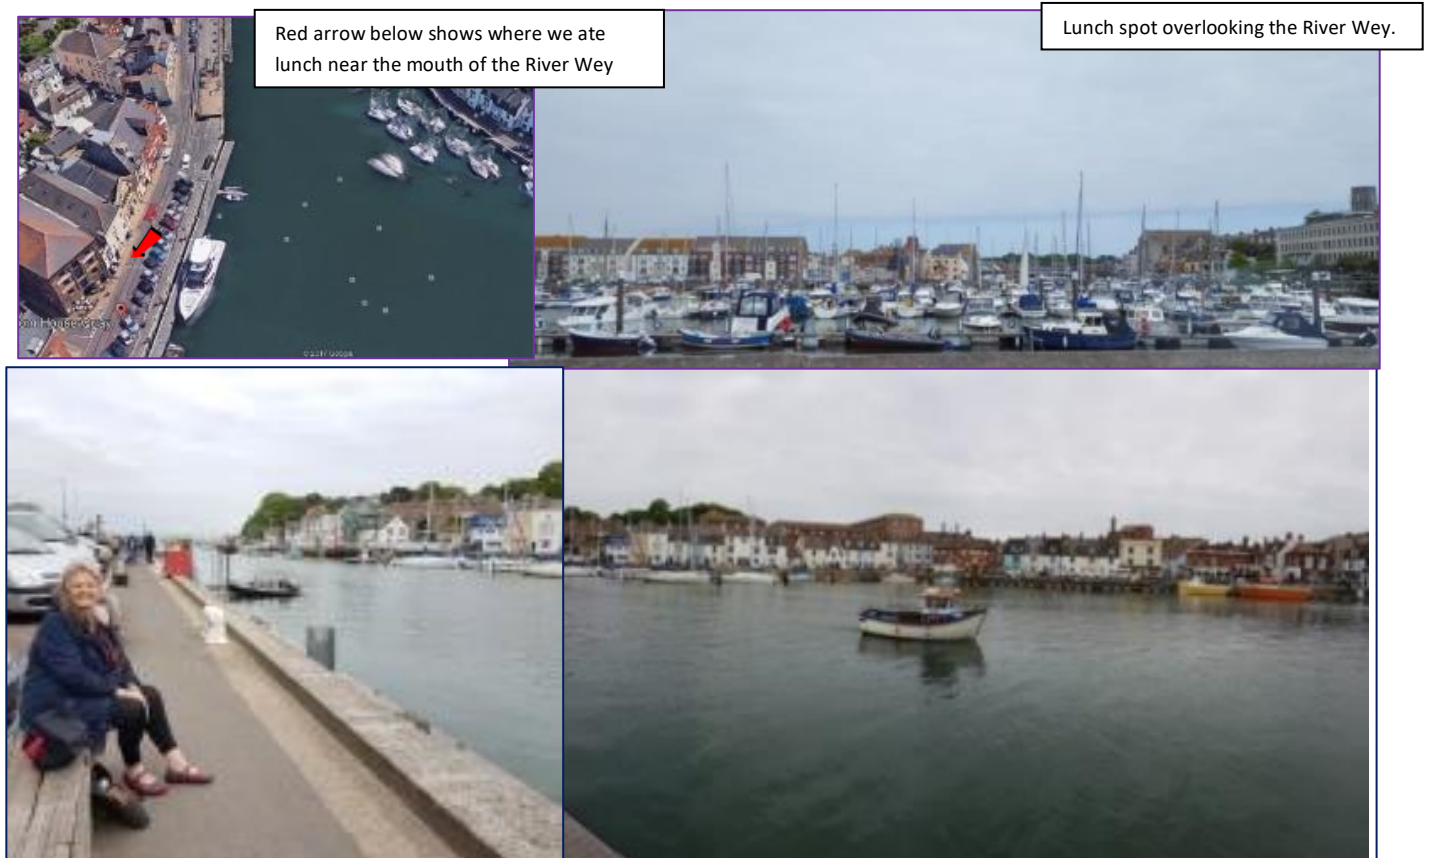 Red arrow below shows where we ate
lunch near the mouth of the River Wey
Lunch spot overlooking the River Wey.